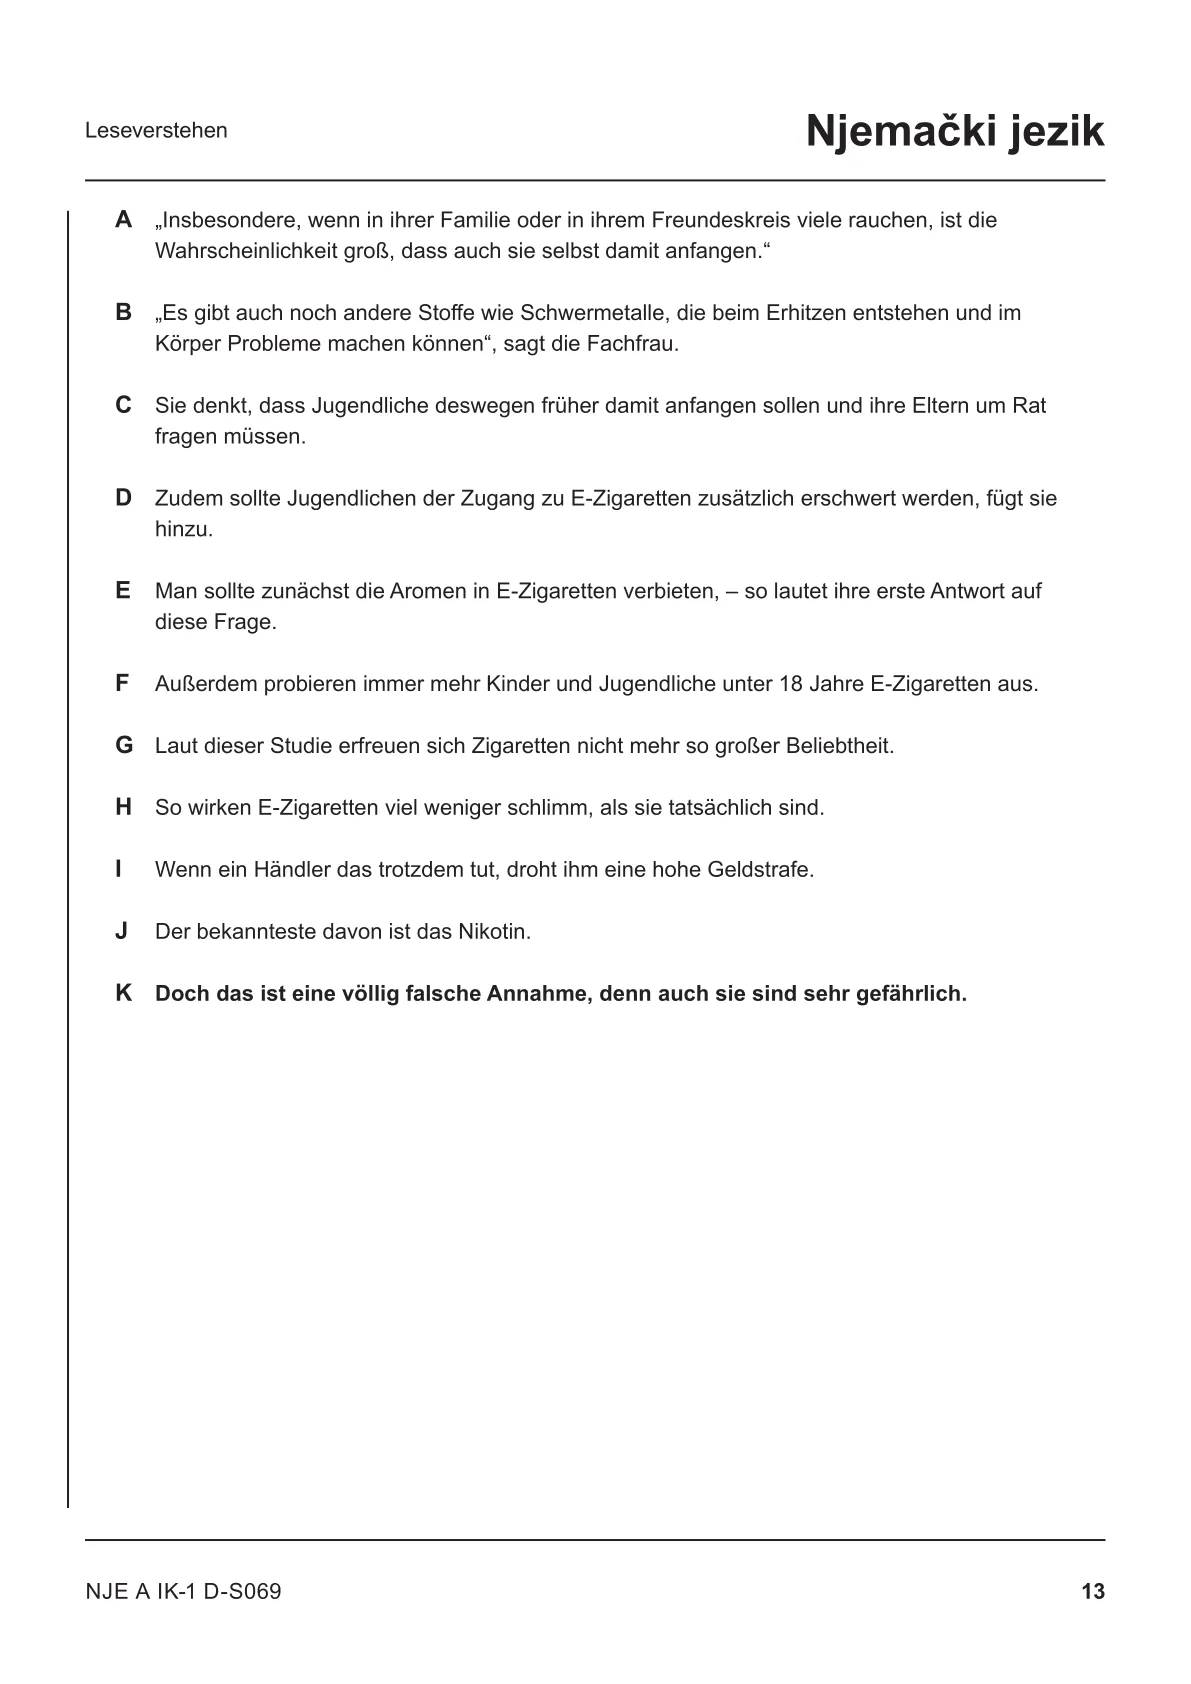 Leseverstehen
Njemački jezik
A „Insbesondere, wenn in ihrer Familie oder in ihrem Freundeskreis viele rauchen, ist die
Wahrscheinlichkeit groß, dass auch sie selbst damit anfangen.“
B „Es gibt auch noch andere Stoffe wie Schwermetalle, die beim Erhitzen entstehen und im
Körper Probleme machen können“, sagt die Fachfrau.
C Sie denkt, dass Jugendliche deswegen früher damit anfangen sollen und ihre Eltern um Rat
fragen müssen.
D Zudem sollte Jugendlichen der Zugang zu E-Zigaretten zusätzlich erschwert werden, fügt sie
hinzu.
E Man sollte zunächst die Aromen in E-Zigaretten verbieten, – so lautet ihre erste Antwort auf
diese Frage.
F Außerdem probieren immer mehr Kinder und Jugendliche unter 18 Jahre E-Zigaretten aus.
G Laut dieser Studie erfreuen sich Zigaretten nicht mehr so großer Beliebtheit.
H So wirken E-Zigaretten viel weniger schlimm, als sie tatsächlich sind.
I Wenn ein Händler das trotzdem tut, droht ihm eine hohe Geldstrafe.
J Der bekannteste davon ist das Nikotin.
K Doch das ist eine völlig falsche Annahme, denn auch sie sind sehr gefährlich.
NJE A IK-1 D-S069
13